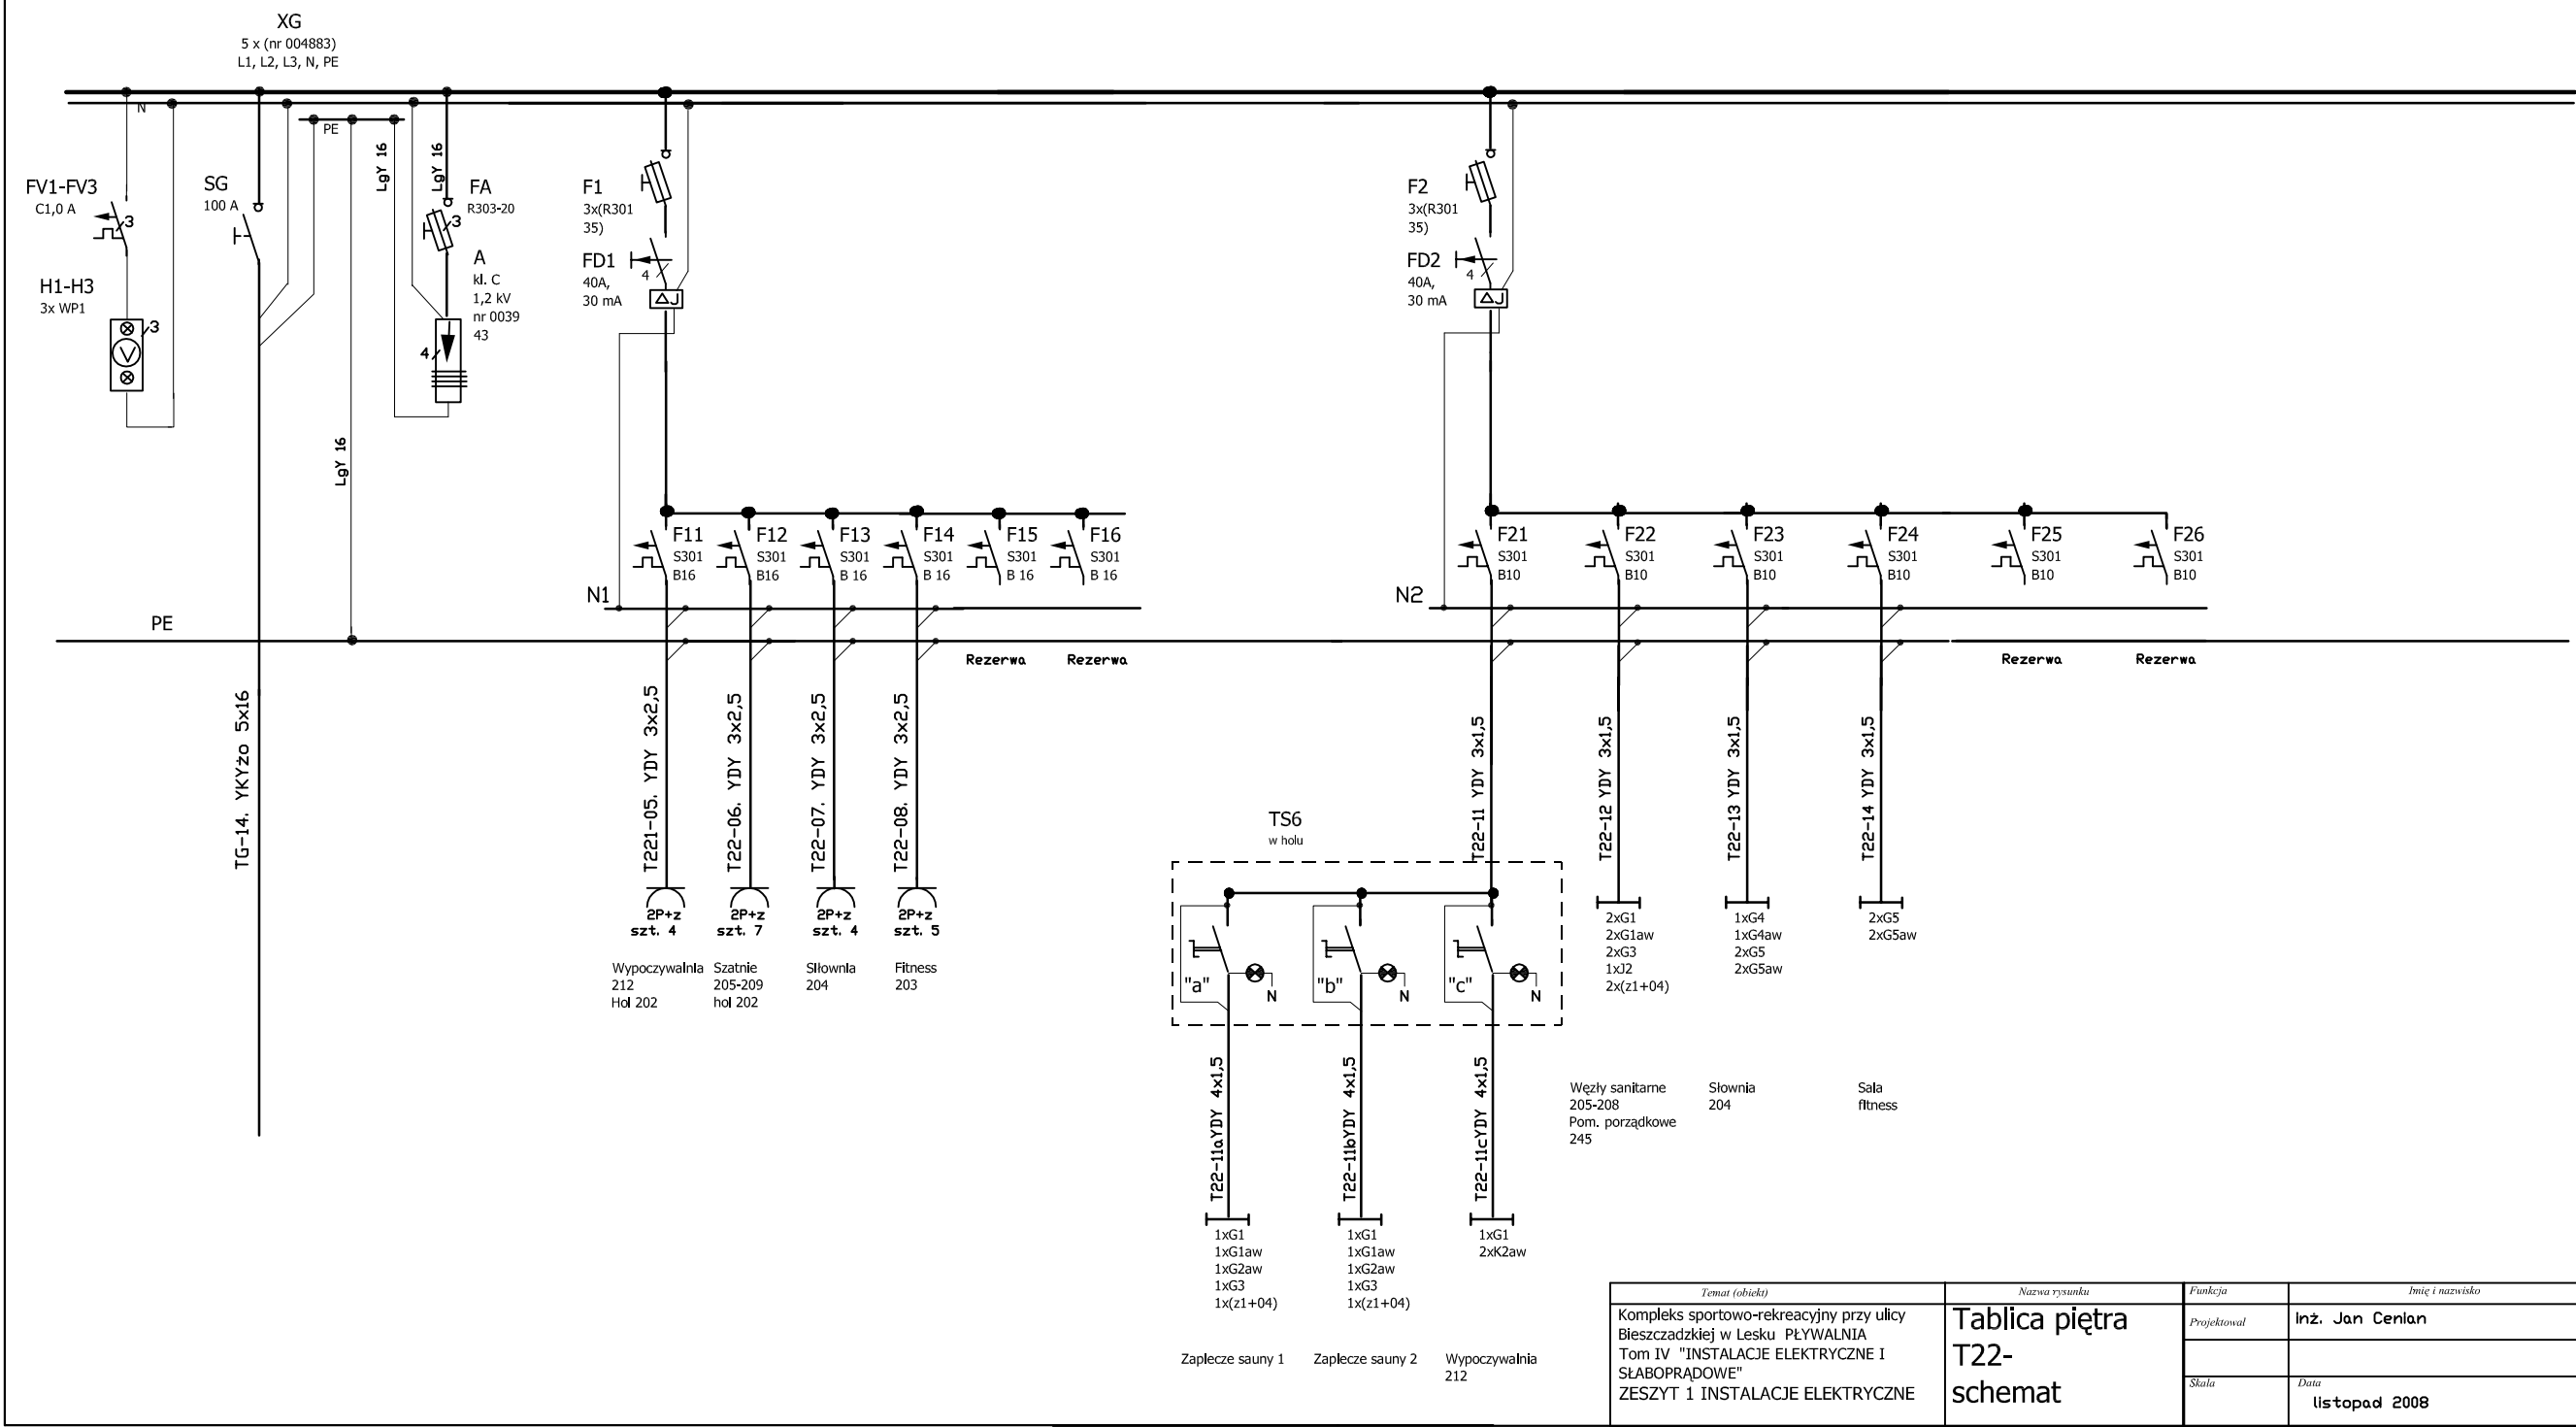 XG
5 x (nr 004883)
L1, L2, L3, N, PE
N
PE
LgY 16
LgY 16
LgY 16
FV1-FV3
C1,0 A
3
H1-H3
3x WP1
3
V
SG
100 A
FA
R303-20
3
A
kl. C
1,2 kV
nr 0039
43
4
F1
3x(R301
35)
FD1
40A,
30 mA
4
ΔJ
F2
3x(R301
35)
FD2
40A,
30 mA
4
ΔJ
F11
S301
B16
F12
S301
B16
F13
S301
B 16
F14
S301
B 16
F15
S301
B 16
F16
S301
B 16
F21
S301
B10
F22
S301
B10
F23
S301
B10
F24
S301
B10
F25
S301
B10
F26
S301
B10
N1
N2
PE
Rezerwa
Rezerwa
Rezerwa
Rezerwa
TG-14. YKYżo 5x16
T221-05. YDY 3x2,5
T22-06. YDY 3x2,5
T22-07. YDY 3x2,5
T22-08. YDY 3x2,5
T22-11 YDY 3x1,5
T22-12 YDY 3x1,5
T22-13 YDY 3x1,5
T22-14 YDY 3x1,5
2P+z
szt. 4
2P+z
szt. 7
2P+z
szt. 4
2P+z
szt. 5
Wypoczywalnia
212
Hol 202
Szatnie
205-209
hol 202
Siłownia
204
Fitness
203
TS6
w holu
"a"
N
"b"
N
"c"
N
2xG1
2xG1aw
2xG3
1xJ2
2x(z1+04)
1xG4
1xG4aw
2xG5
2xG5aw
2xG5
2xG5aw
Węzły sanitarne
205-208
Pom. porządkowe
245
Słownia
204
Sala
fitness
T22-11aYDY 4x1,5
T22-11bYDY 4x1,5
T22-11cYDY 4x1,5
1xG1
1xG1aw
1xG2aw
1xG3
1x(z1+04)
1xG1
1xG1aw
1xG2aw
1xG3
1x(z1+04)
1xG1
2xK2aw
Zaplecze sauny 1
Zaplecze sauny 2
Wypoczywalnia
212
Temat (obiekt)
Kompleks sportowo-rekreacyjny przy ulicy
Bieszczadzkiej w Lesku PŁYWALNIA
Tom IV "INSTALACJE ELEKTRYCZNE I
SŁABOPRĄDOWE"
ZESZYT 1 INSTALACJE ELEKTRYCZNE
Nazwa rysunku
Tablica piętra
T22-
schemat
Funkcja
Imię i nazwisko
Projektował
Inż. Jan Cenian
Skala
Data
listopad 2008